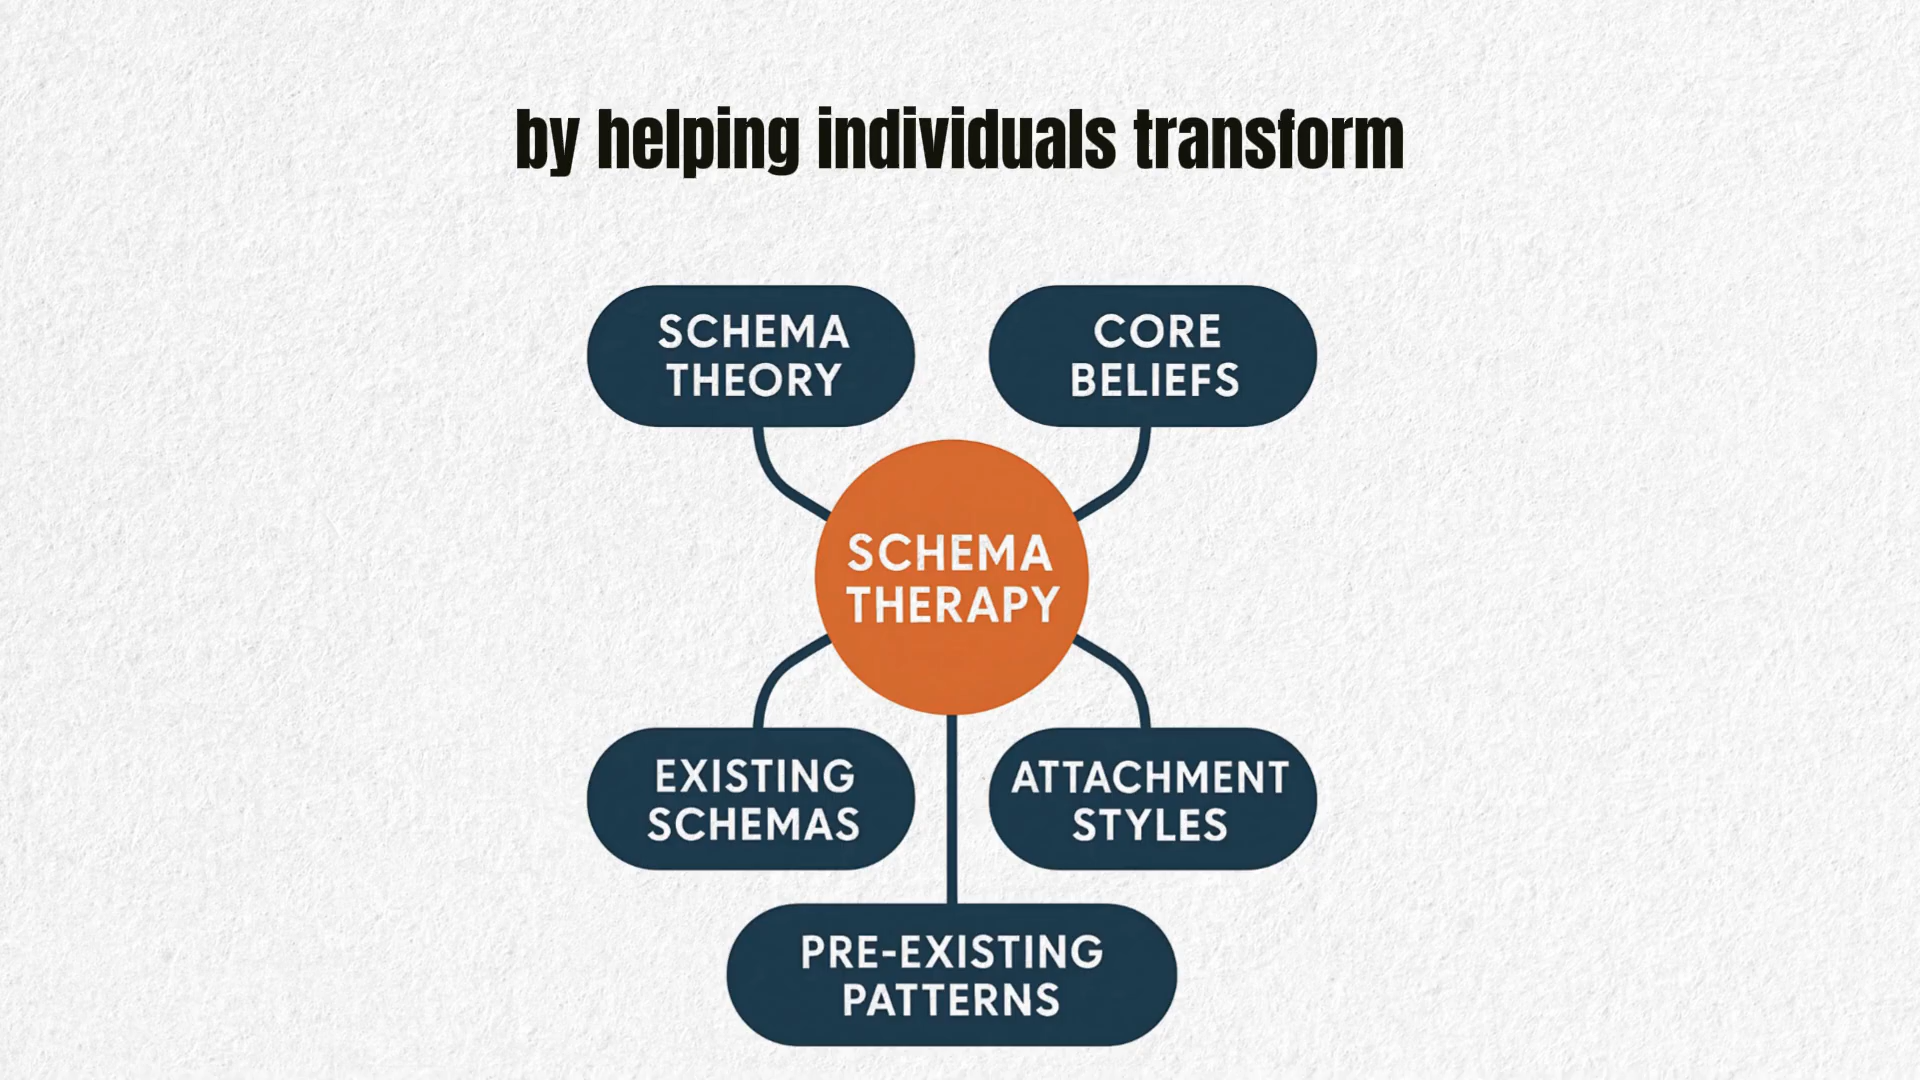 by helping individuals transform
SCHEMA
THEORY
CORE
BELIEFS
SCHEMA
THERAPY
EXISTING
SCHEMAS
ATTACHMENT
STYLES
PRE-EXISTING
PATTERNS